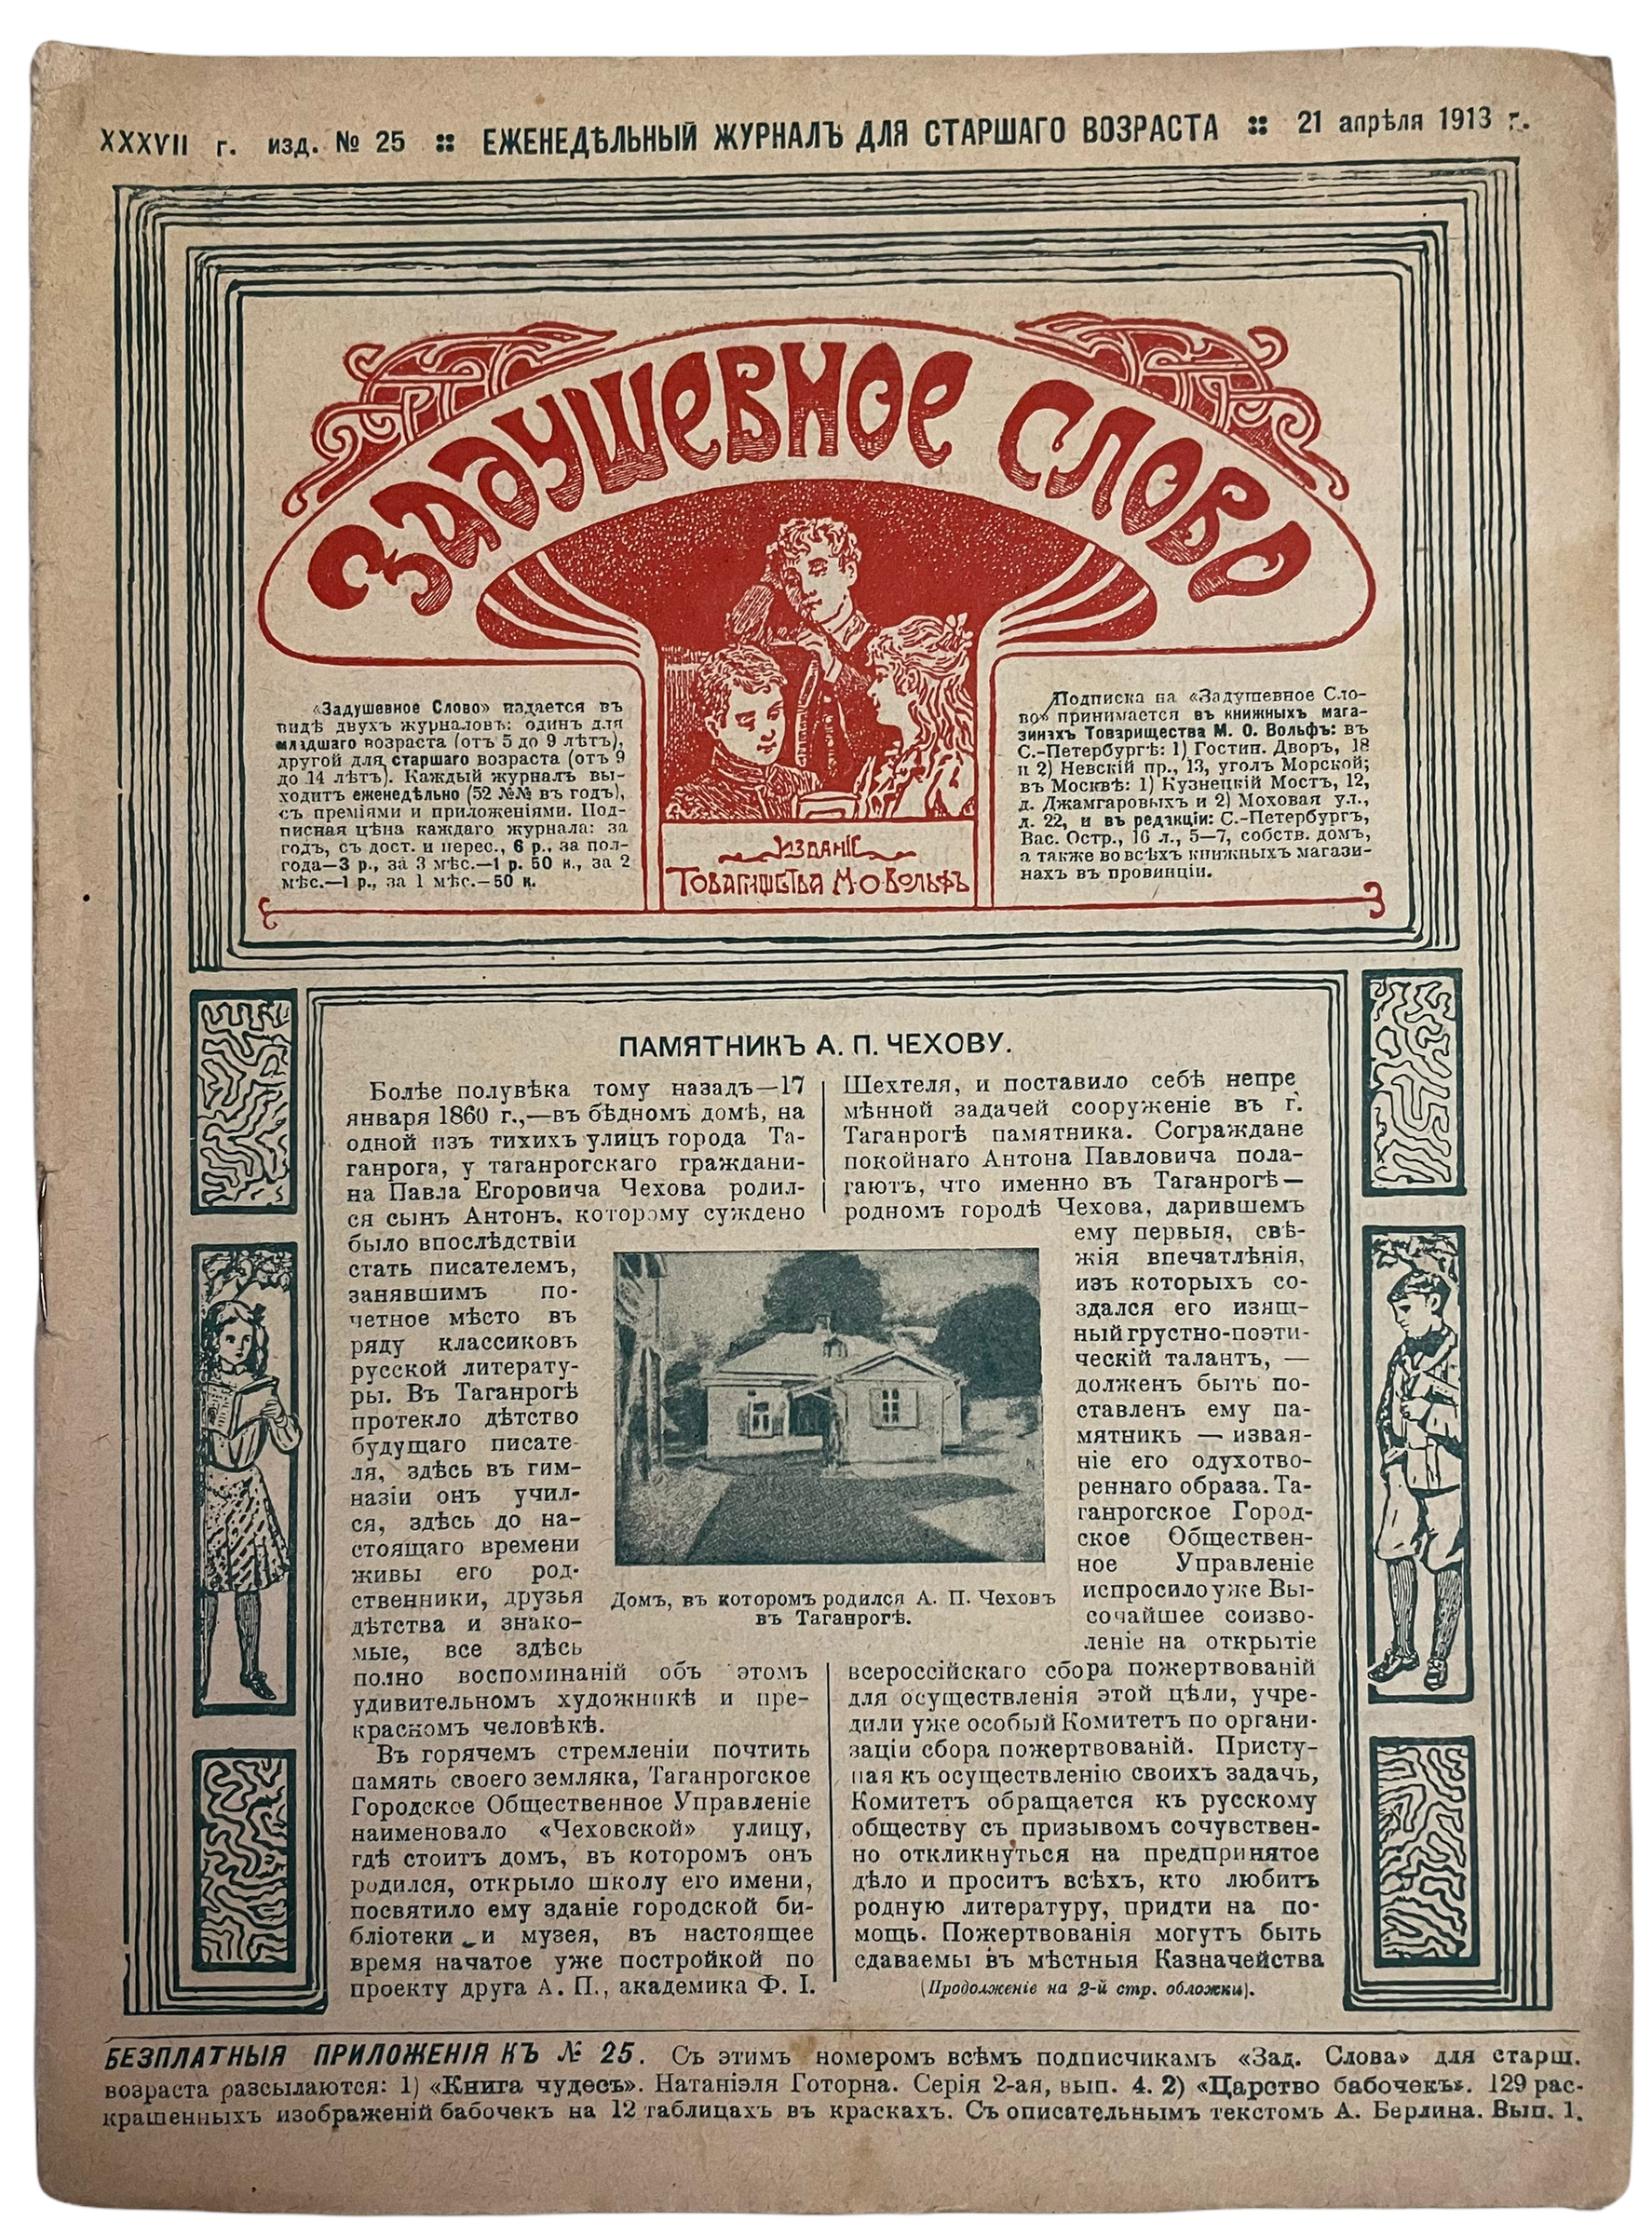 XXXVII г. изд. № 25 :: ЕЖЕНЕДѢЛЬНЫЙ ЖУРНАЛЪ ДЛЯ СТАРШАГО ВОЗРАСТА :: 21 апрѣля 1913 г.
ЗАДУШЕВНОЕ СЛОВО
«Задушевное Слово» издается въ
видѣ двухъ журналовъ: одинъ для
младшаго возраста (отъ 5 до 9 лѣтъ),
другой для старшаго возраста (отъ 9
до 14 лѣтъ). Каждый журналъ вы-
ходитъ еженедѣльно (52 №№ въ годъ),
съ преміями и приложеніями. Под-
писная цѣна каждаго журнала: за
годъ, съ дост. и перес., 6 р., за пол-
года—3 р., за 3 мѣс.—1 р. 50 к., за 2
мѣс.—1 р., за 1 мѣс.—50 к.
ИЗДАНІЕ
ТОВАРИЩЕСТВА М.О.ВОЛЬФЪ
Подписка на «Задушевное Сло-
во» принимается въ книжныхъ мага-
зинахъ Товарищества М. О. Вольфъ: въ
С.-Петербургѣ: 1) Гостин. Дворъ, 18
и 2) Невскій пр., 13, уголъ Морской;
въ Москвѣ: 1) Кузнецкій Мостъ, 12,
д. Джамгаровыхъ и 2) Моховая ул.,
д. 22, и въ редакціи: С.-Петербургъ,
Вас. Остр., 16 л., 5—7, собств. домъ,
а также во всѣхъ книжныхъ магази-
нахъ въ провинціи.
ПАМЯТНИКЪ А. П. ЧЕХОВУ.
Болѣе полувѣка тому назадъ—17
января 1860 г.,—въ бѣдномъ домѣ, на
одной изъ тихихъ улицъ города Та-
ганрога, у таганрогскаго граждани-
на Павла Егоровича Чехова родил-
ся сынъ Антонъ, которому суждено
было впослѣдствіи
стать писателемъ,
занявшимъ по-
четное мѣсто въ
ряду классиковъ
русской литерату-
ры. Въ Таганрогѣ
протекло дѣтство
будущаго писате-
ля, здѣсь въ гим-
назіи онъ учил-
ся, здѣсь до на-
стоящаго времени
живы его род-
ственники, друзья
дѣтства и знако-
мые, все здѣсь
полно воспоминаній объ этомъ
удивительномъ художникѣ и пре-
красномъ человѣкѣ.
Въ горячемъ стремленіи почтить
память своего земляка, Таганрогское
Городское Общественное Управленіе
наименовало «Чеховской» улицу,
гдѣ стоитъ домъ, въ которомъ онъ
родился, открыло школу его имени,
посвятило ему зданіе городской би-
бліотеки и музея, въ настоящее
время начатое уже постройкой по
проекту друга А. П., академика Ф. І.
Домъ, въ которомъ родился А. П. Чеховъ
въ Таганрогѣ.
Шехтеля, и поставило себѣ непре
мѣнной задачей сооруженіе въ г.
Таганрогѣ памятника. Сограждане
покойнаго Антона Павловича пола-
гаютъ, что именно въ Таганрогѣ—
родномъ городѣ Чехова, дарившемъ
ему первыя, свѣ-
жія впечатлѣнія,
изъ которыхъ со-
здался его изящ-
ный грустно-поэти-
ческій талантъ, —
долженъ быть по-
ставленъ ему па-
мятникъ — извая-
ніе его одухотво-
реннаго образа. Та-
ганрогское Город-
ское Обществен-
ное Управленіе
испросило уже Вы-
сочайшее соизво-
леніе на открытіе
всероссійскаго сбора пожертвованій
для осуществленія этой цѣли, учре-
дили уже особый Комитетъ по органи-
заціи сбора пожертвованій. Присту-
пая къ осуществленію своихъ задачъ,
Комитетъ обращается къ русскому
обществу съ призывомъ сочувствен-
но откликнуться на предпринятое
дѣло и проситъ всѣхъ, кто любитъ
родную литературу, придти на по-
мощь. Пожертвованія могутъ быть
сдаваемы въ мѣстныя Казначейства
(Продолженіе на 2-й стр. обложки).
БЕЗПЛАТНЫЯ ПРИЛОЖЕНІЯ КЪ № 25. Съ этимъ номеромъ всѣмъ подписчикамъ «Зад. Слова» для старш.
возраста разсылаются: 1) «Книга чудесъ». Натаніэля Готорна. Серія 2-ая, вып. 4. 2) «Царство бабочекъ». 129 рас-
крашенныхъ изображеній бабочекъ на 12 таблицахъ въ краскахъ. Съ описательнымъ текстомъ А. Берлина. Вып. 1.